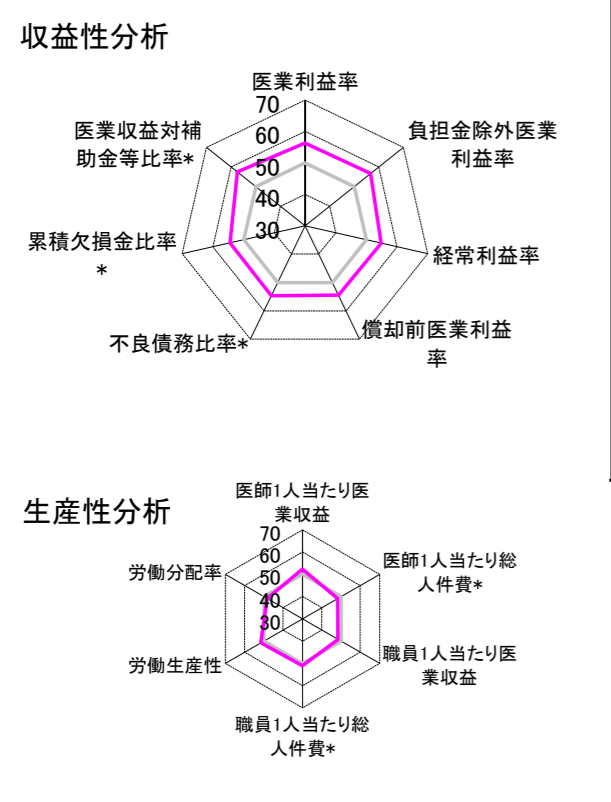 収益性分析
医業利益率
70
60
50
40
30
負担金除外医業
利益率
経常利益率
償却前医業利益
率
不良債務比率*
累積欠損金比率
*
医業収益対補
助金等比率*
生産性分析
医師1人当たり医
業収益
70
60
50
40
30
医師1人当たり総
人件費*
職員1人当たり医
業収益
職員1人当たり総
人件費*
労働生産性
労働分配率